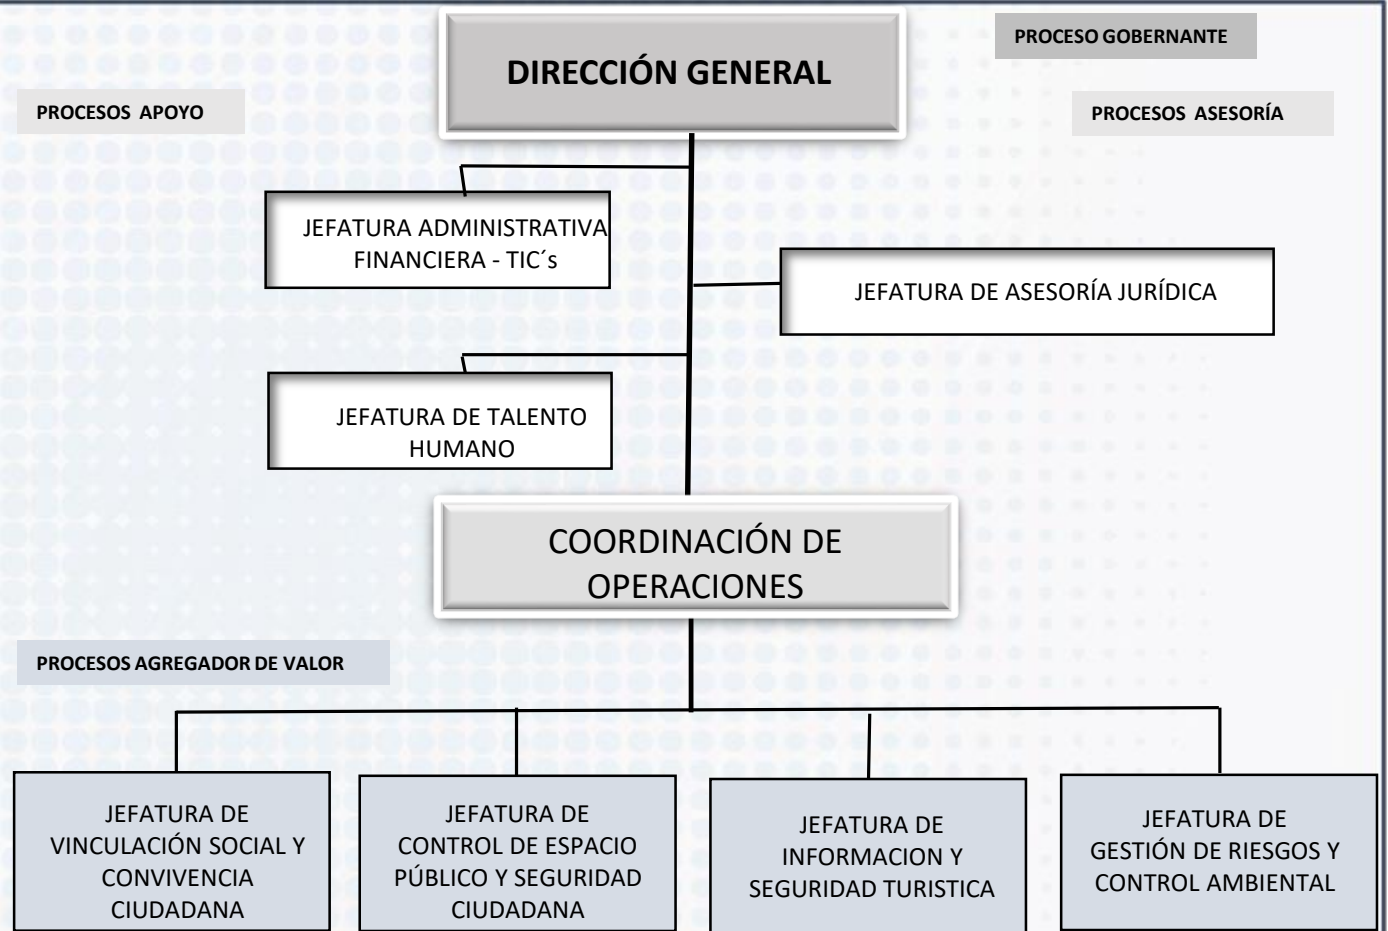 PROCESO GOBERNANTE
DIRECCIÓN GENERAL
PROCESOS APOYO
PROCESOS ASESORÍA
JEFATURA ADMINISTRATIVA
FINANCIERA - TIC´s
JEFATURA DE ASESORÍA JURÍDICA
JEFATURA DE TALENTO
HUMANO
COORDINACIÓN DE
OPERACIONES
PROCESOS AGREGADOR DE VALOR
JEFATURA DE
VINCULACIÓN SOCIAL Y
CONVIVENCIA
CIUDADANA
JEFATURA DE
CONTROL DE ESPACIO
PÚBLICO Y SEGURIDAD
CIUDADANA
JEFATURA DE
INFORMACION Y
SEGURIDAD TURISTICA
JEFATURA DE
GESTIÓN DE RIESGOS Y
CONTROL AMBIENTAL